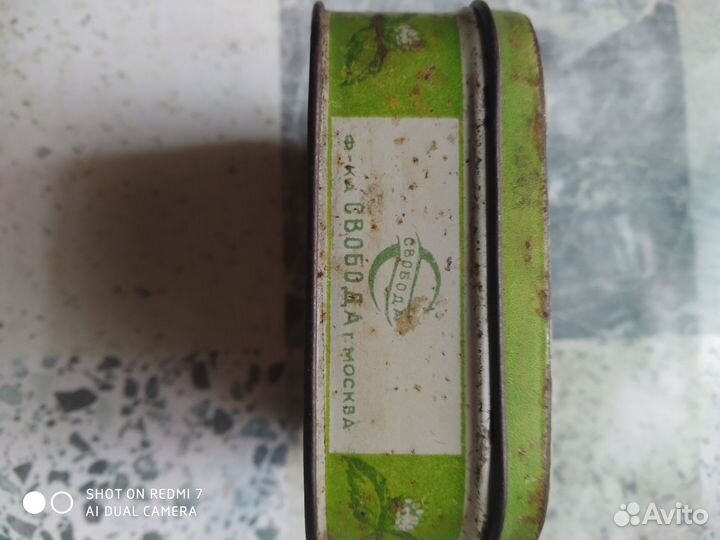 СВОБОДА
Ф-КА СВОБОДА Г. МОСКВА
SHOT ON REDMI 7
AI DUAL CAMERA
Avito